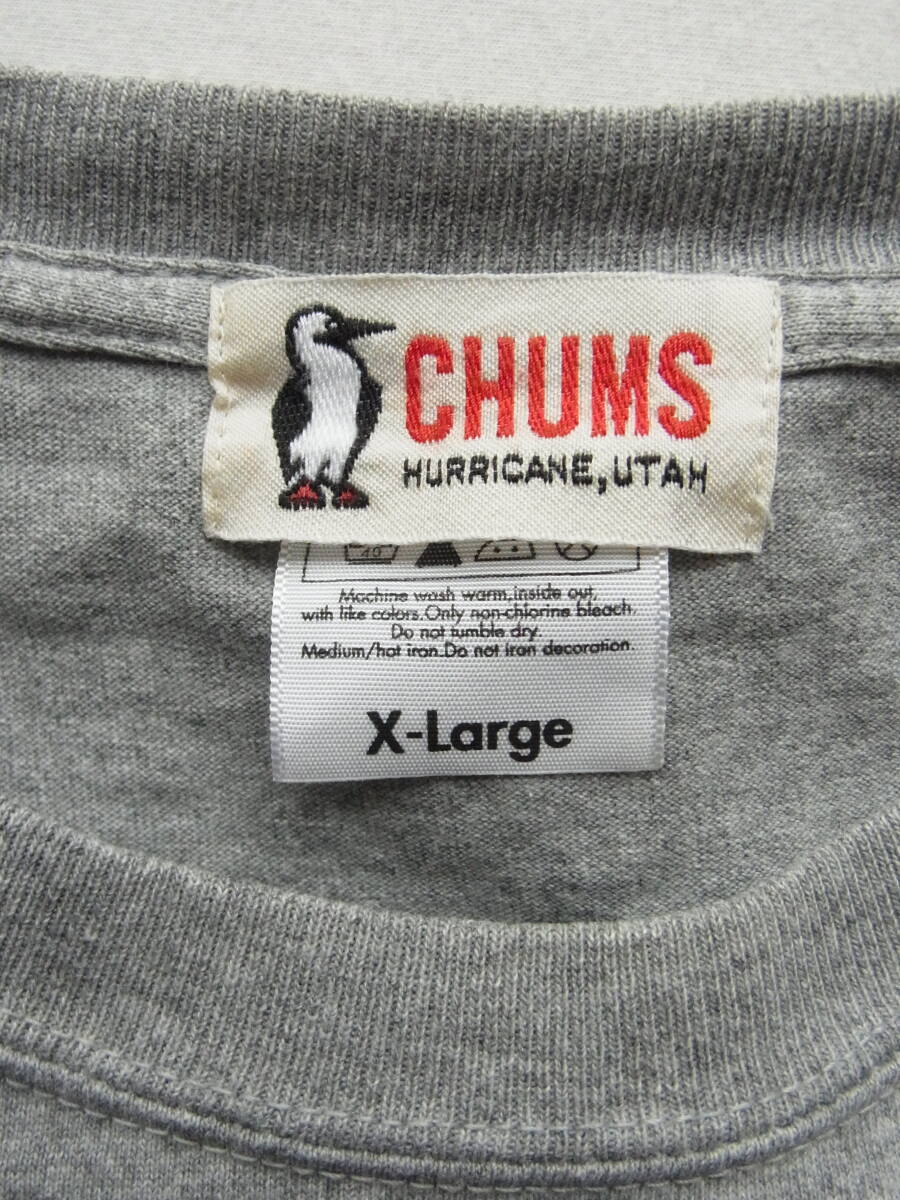 CHUMS
HURRICANE, UTAH
40
Machine wash warm, inside out,
with like colors. Only non-chlorine bleach.
Do not tumble dry.
Medium/hot iron. Do not iron decoration.
X-Large